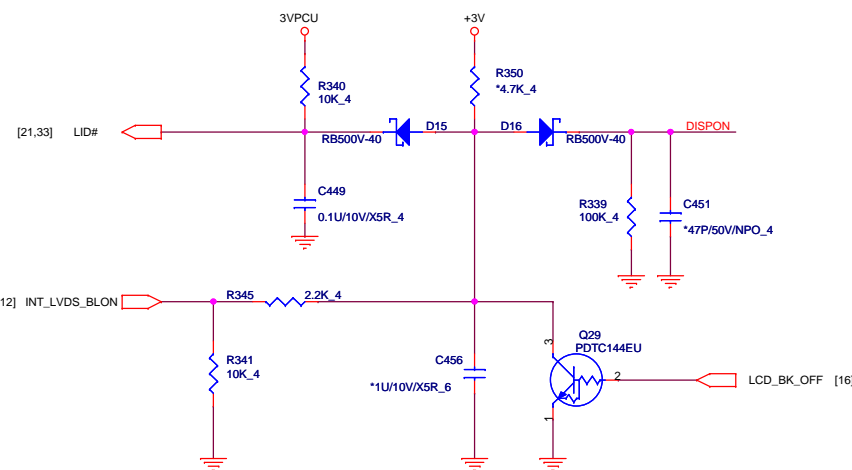 3VPCU
+3V
R340
10K_4
R350
*4.7K_4
[21,33] LID#
D15
RB500V-40
D16
RB500V-40
DISPON
C449
0.1U/10V/X5R_4
R339
100K_4
C451
*47P/50V/NPO_4
12] INT_LVDS_BLON
R345
2.2K_4
R341
10K_4
C456
*1U/10V/X5R_6
Q29
PDTC144EU
3
2
1
LCD_BK_OFF [16]